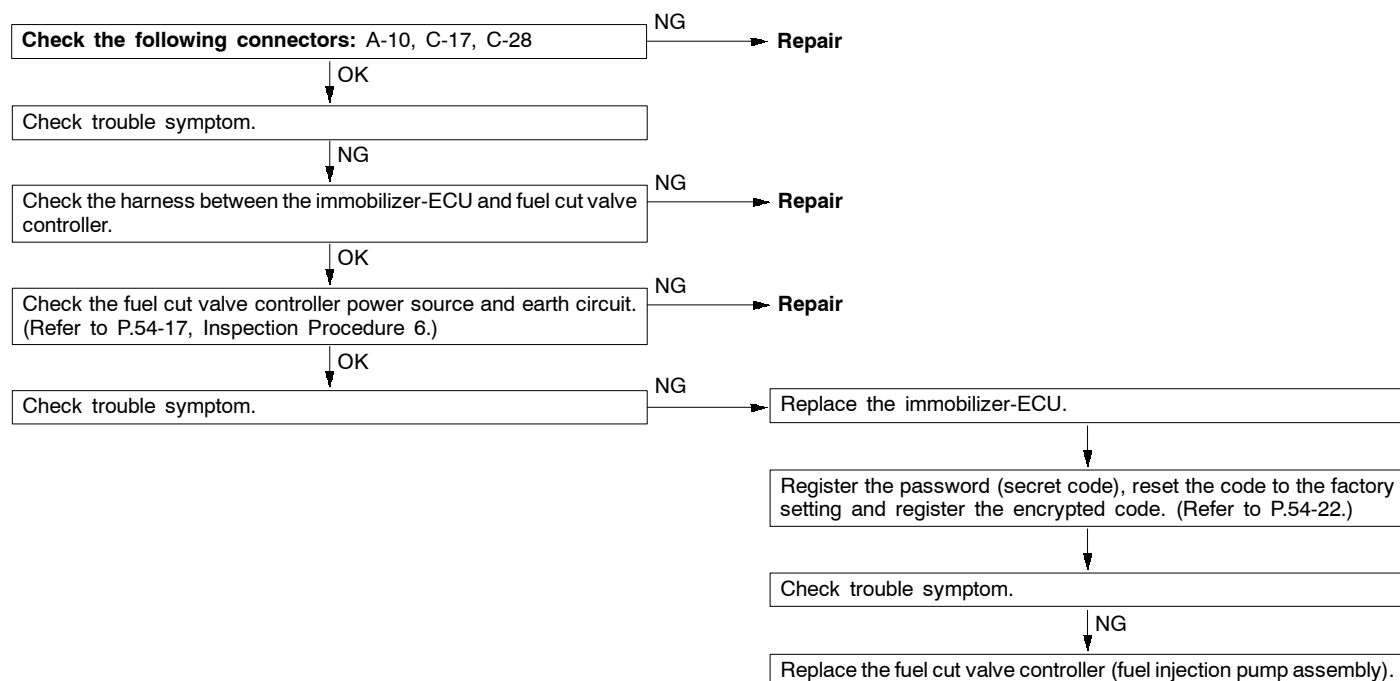 NG
Check the following connectors: A-10, C-17, C-28
Repair
OK
Check trouble symptom.
NG
NG
Check the harness between the immobilizer-ECU and fuel cut valve
controller.
Repair
OK
NG
Check the fuel cut valve controller power source and earth circuit.
(Refer to P.54-17, Inspection Procedure 6.)
Repair
OK
NG
Check trouble symptom.
Replace the immobilizer-ECU.
Register the password (secret code), reset the code to the factory
setting and register the encrypted code. (Refer to P.54-22.)
Check trouble symptom.
NG
Replace the fuel cut valve controller (fuel injection pump assembly).